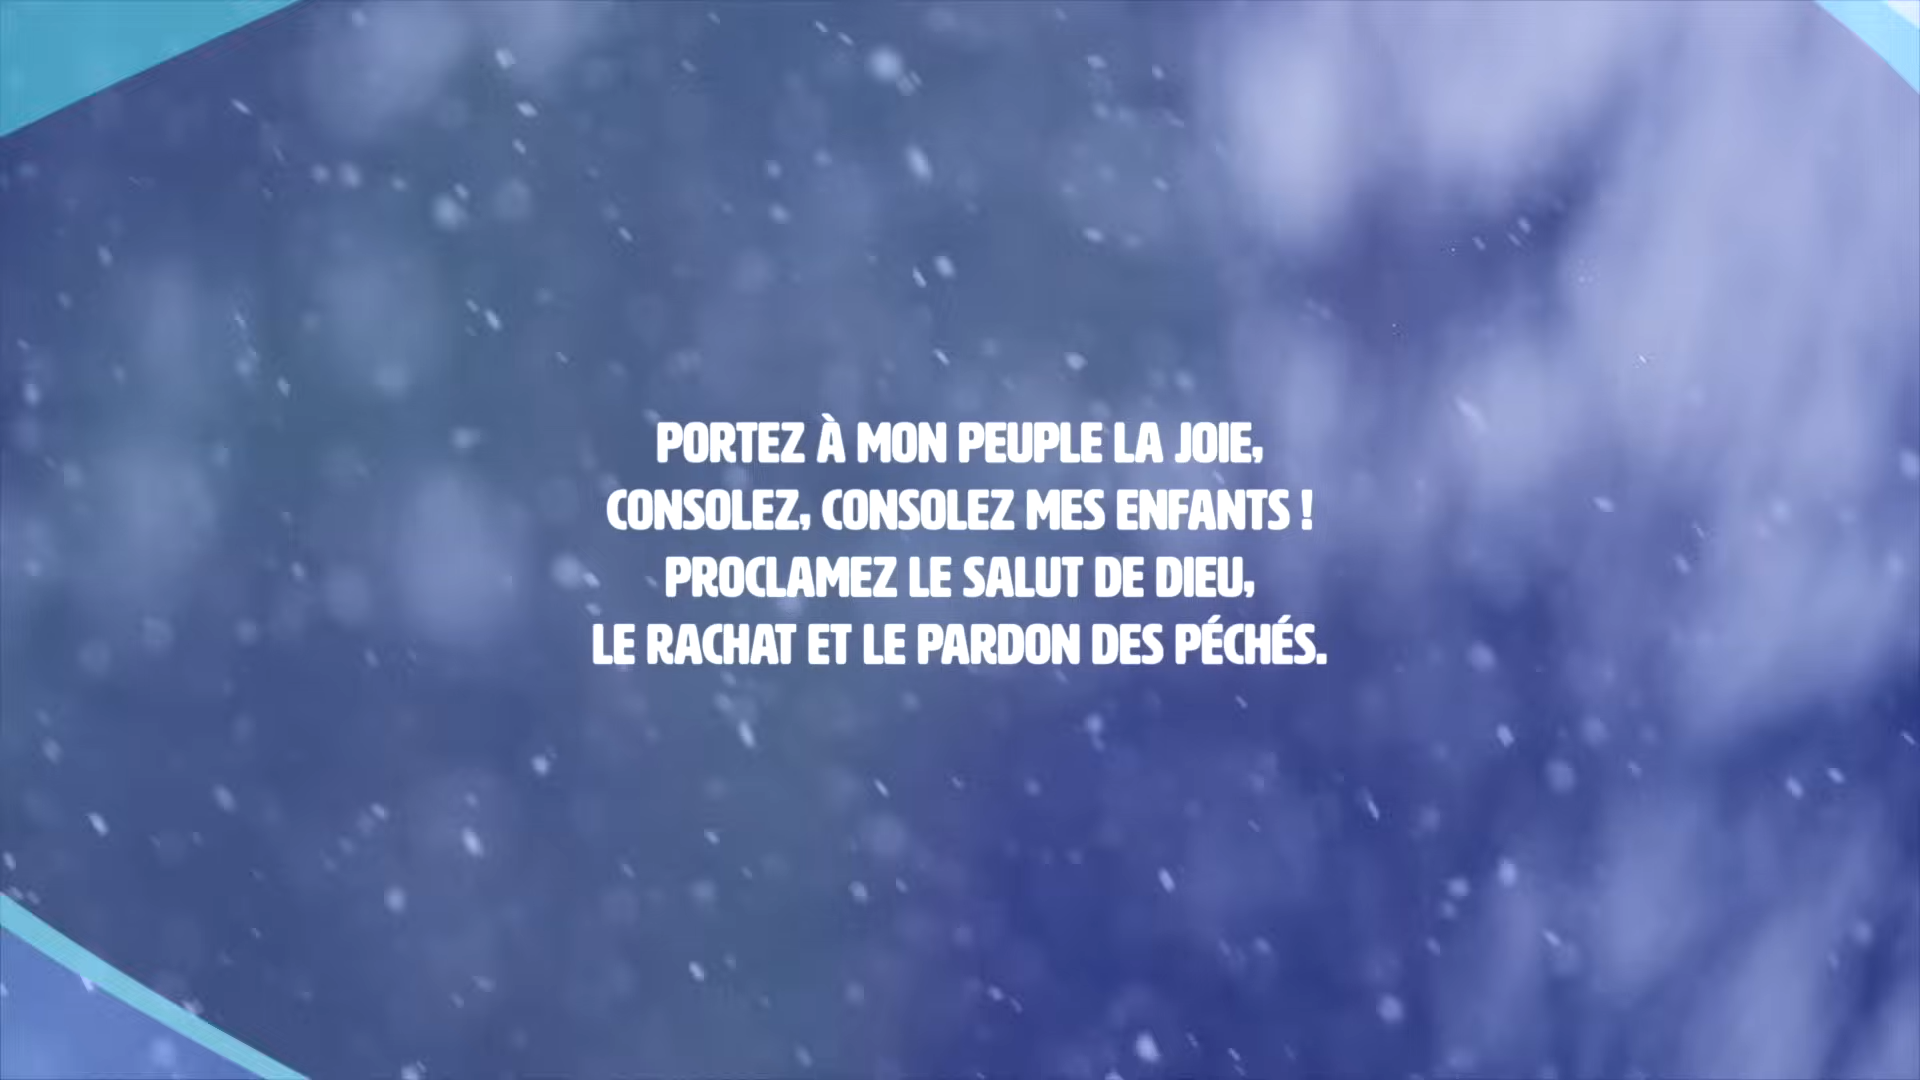 PORTEZ À MON PEUPLE LA JOIE,
CONSOLEZ, CONSOLEZ MES ENFANTS !
PROCLAMEZ LE SALUT DE DIEU,
LE RACHAT ET LE PARDON DES PÉCHÉS.